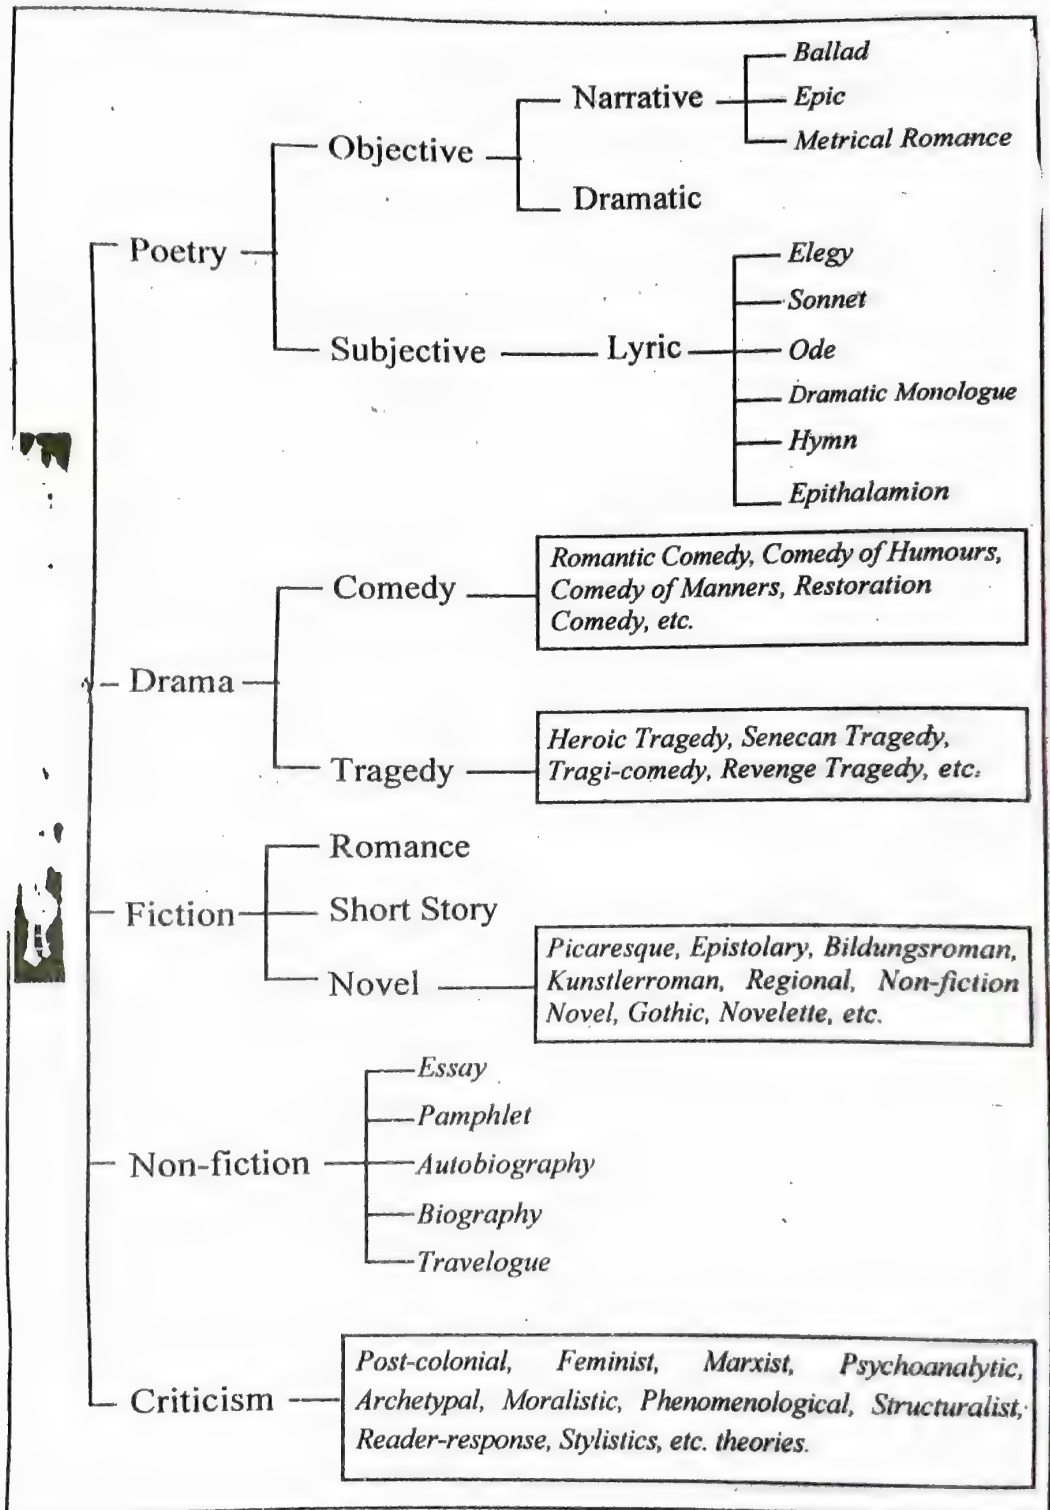 Poetry
Objective
Narrative
Ballad
Epic
Metrical Romance
Dramatic
Subjective
Lyric
Elegy
Sonnet
Ode
Dramatic Monologue
Hymn
Epithalamion
Drama
Comedy
Romantic Comedy, Comedy of Humours,
Comedy of Manners, Restoration
Comedy, etc.
Tragedy
Heroic Tragedy, Senecan Tragedy,
Tragi-comedy, Revenge Tragedy, etc.
Fiction
Romance
Short Story
Novel
Picaresque, Epistolary, Bildungsroman,
Kunstlerroman, Regional, Non-fiction
Novel, Gothic, Novelette, etc.
Non-fiction
Essay
Pamphlet
Autobiography
Biography
Travelogue
Criticism
Post-colonial, Feminist, Marxist, Psychoanalytic,
Archetypal, Moralistic, Phenomenological, Structuralist,
Reader-response, Stylistics, etc. theories.